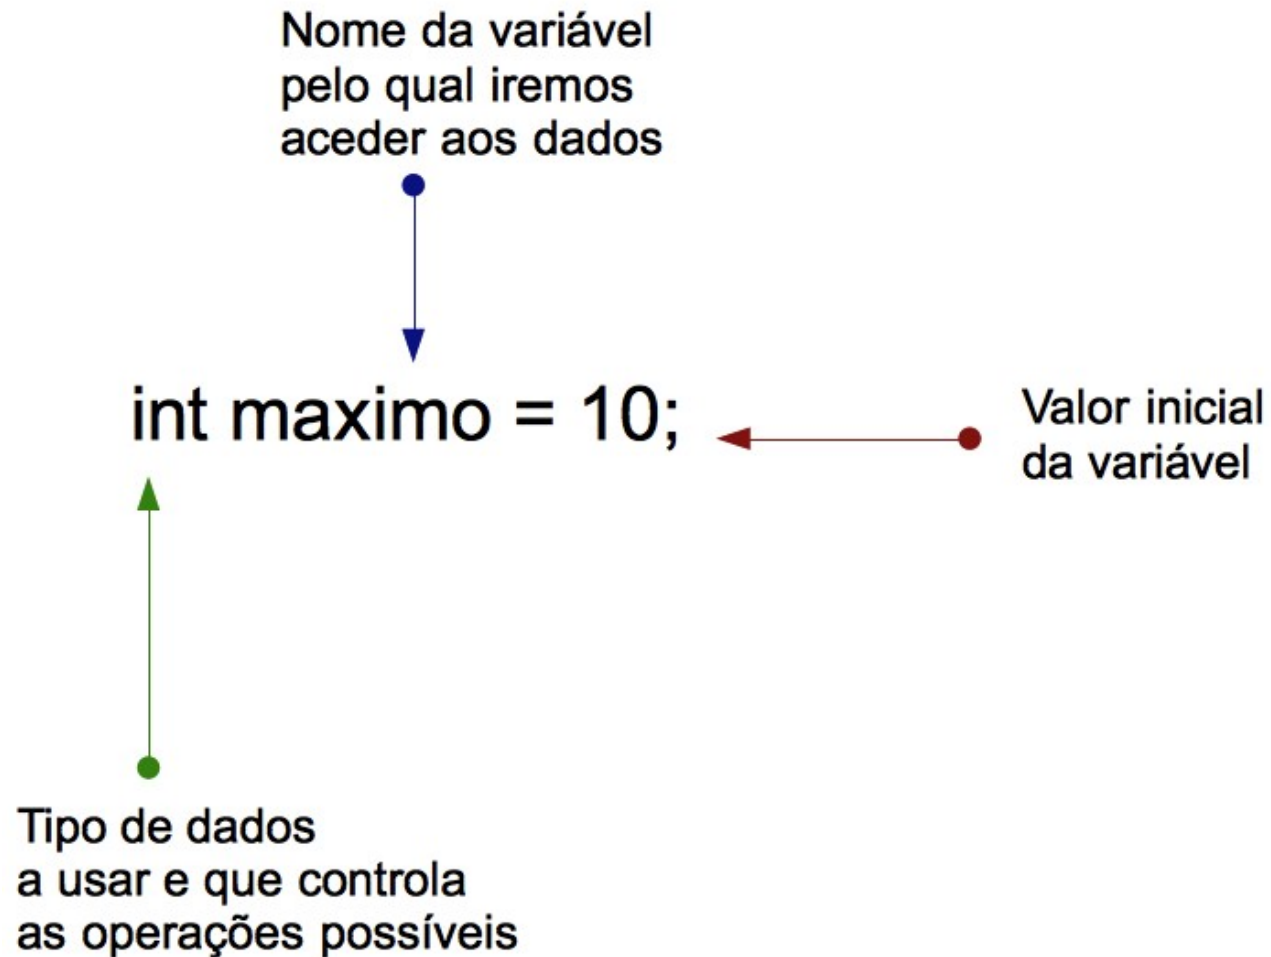 Nome da variável
pelo qual iremos
aceder aos dados
int maximo = 10;
Valor inicial
da variável
Tipo de dados
a usar e que controla
as operações possíveis